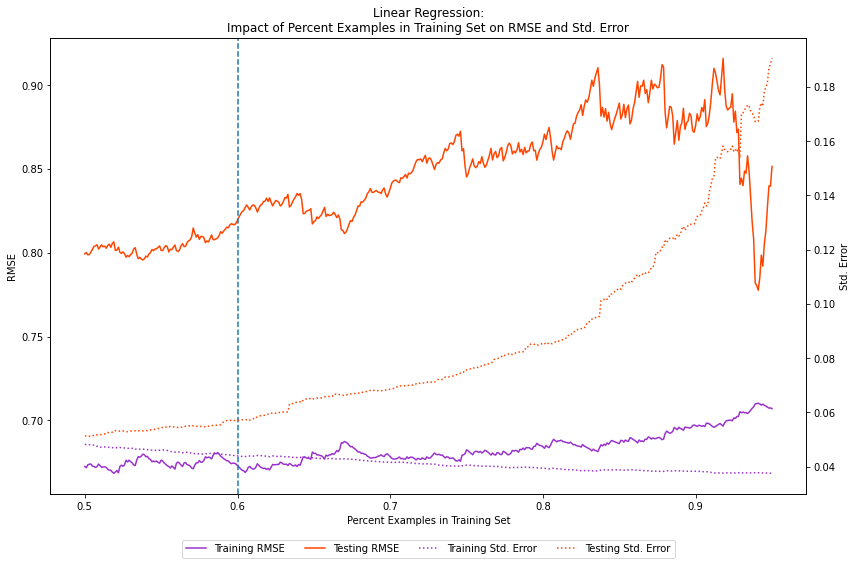 Linear Regression:
Impact of Percent Examples in Training Set on RMSE and Std. Error
0.90
0.85
0.80
0.75
0.70
RMSE
0.18
0.16
0.14
0.12
0.10
0.08
0.06
0.04
Std. Error
0.5 0.6 0.7 0.8 0.9
Percent Examples in Training Set
Training RMSE Testing RMSE Training Std. Error Testing Std. Error